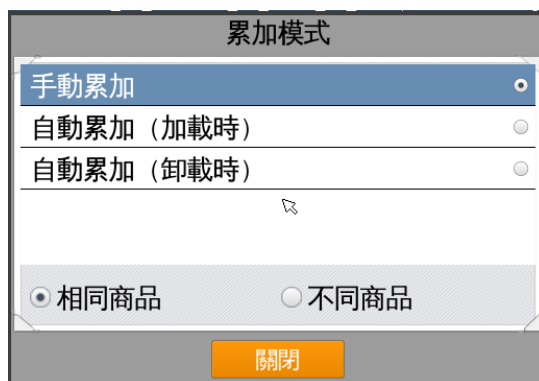 累加模式
手動累加
自動累加（加載時）
自動累加（卸載時）
相同商品 不同商品
關閉